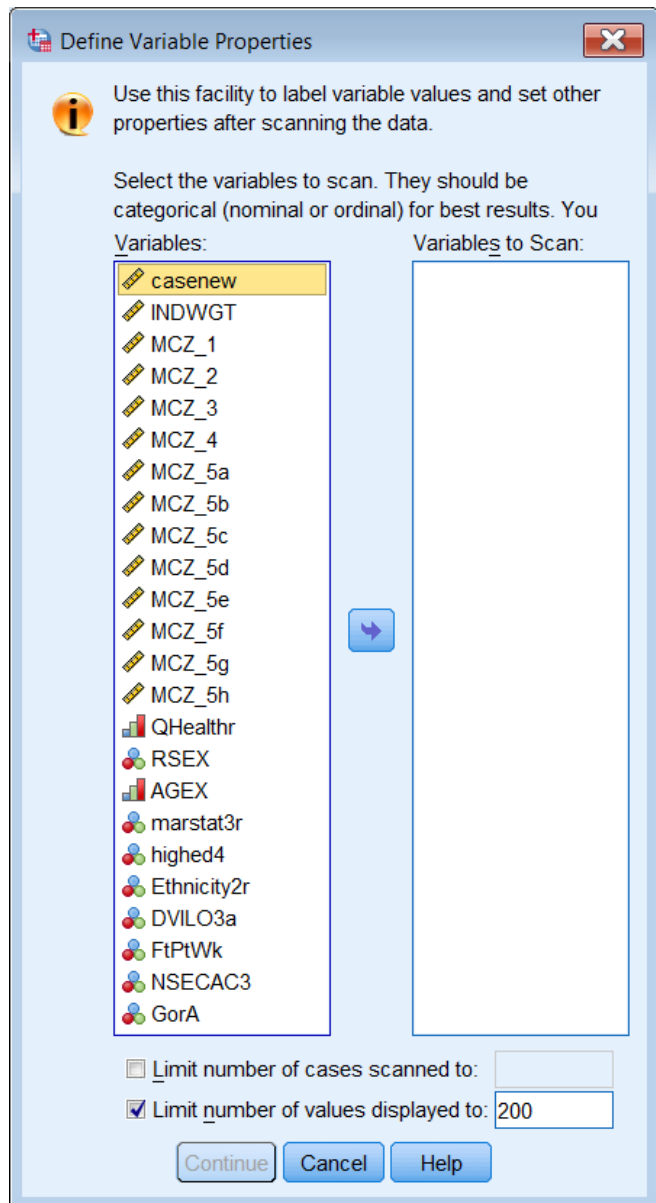 Define Variable Properties
Use this facility to label variable values and set other
properties after scanning the data.
Select the variables to scan. They should be
categorical (nominal or ordinal) for best results. You
Variables:
Variables to Scan:
casenew
INDWGT
MCZ_1
MCZ_2
MCZ_3
MCZ_4
MCZ_5a
MCZ_5b
MCZ_5c
MCZ_5d
MCZ_5e
MCZ_5f
MCZ_5g
MCZ_5h
QHealthr
RSEX
AGEX
marstat3r
highed4
Ethnicity2r
DVILO3a
FtPtWk
NSECAC3
GorA
Limit number of cases scanned to:
Limit number of values displayed to: 200
Continue Cancel Help